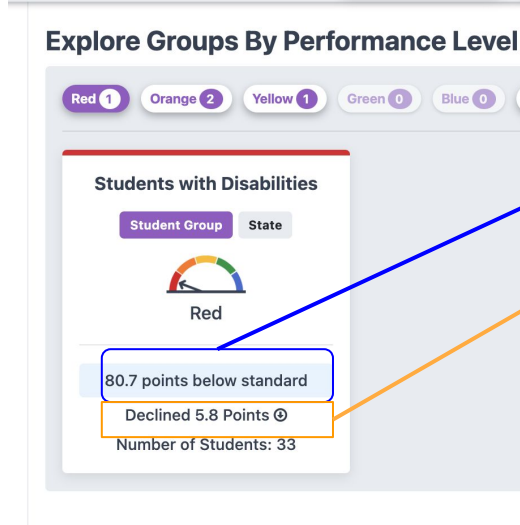 Explore Groups By Performance Level
Red 1 Orange 2 Yellow 1 Green 0 Blue 0
Students with Disabilities
Student Group State
Red
80.7 points below standard
Declined 5.8 Points
Number of Students: 33